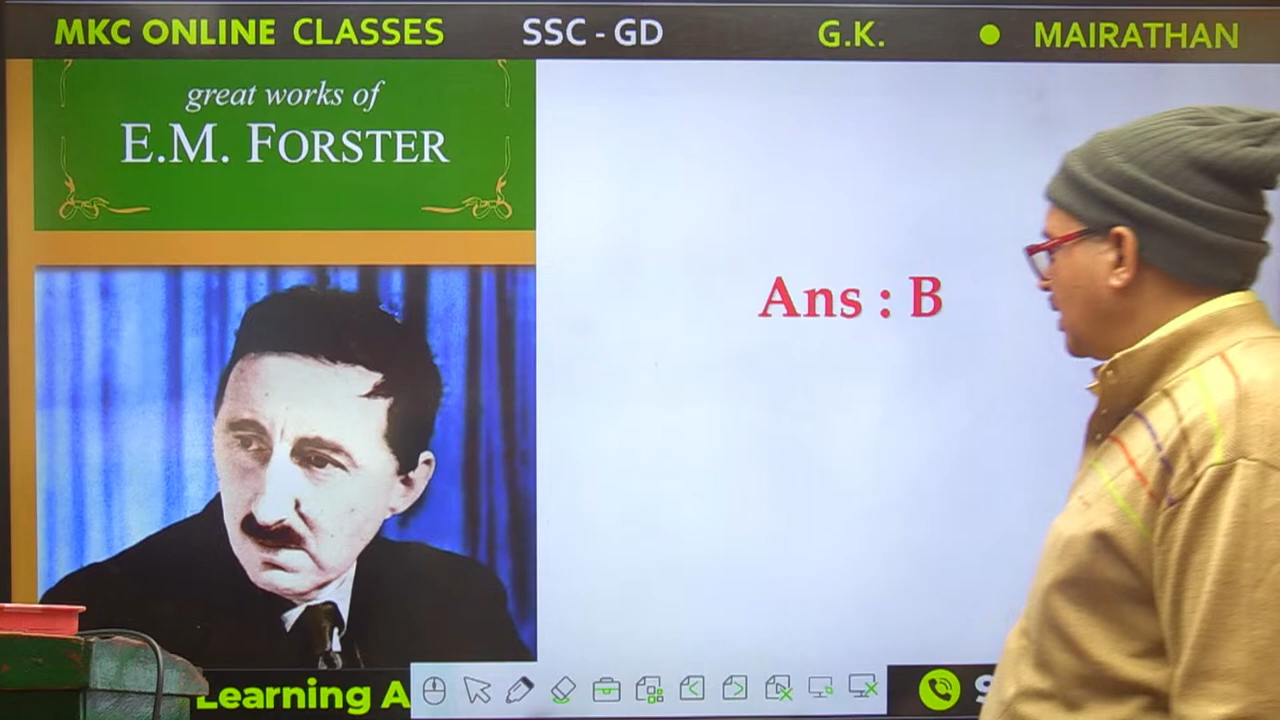 MKC ONLINE CLASSES SSC - GD G.K. MAIRATHAN
great works of
E.M. FORSTER
Ans : B
Learning A